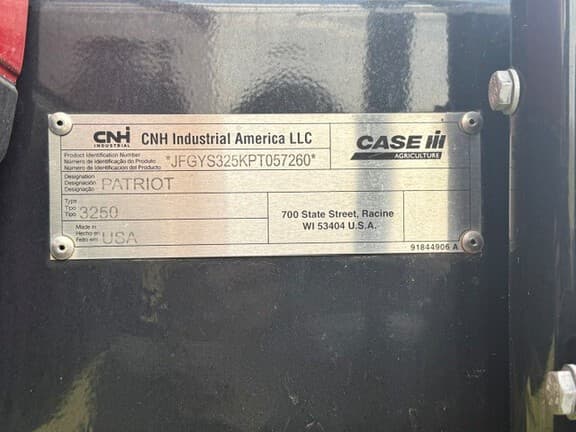 CNH
INDUSTRIAL
CNH Industrial America LLC
CASE IH
AGRICULTURE
Product Identification Number
Número de Identificação do Produto
Número de Identificación del Producto
*JFGYS325KPT057260*
Designation
Designación
Designação
PATRIOT
Type
Tipo
Tipo
3250
Made in
Hecho en
Feito em
USA
700 State Street, Racine
WI 53404 U.S.A.
91844906 A